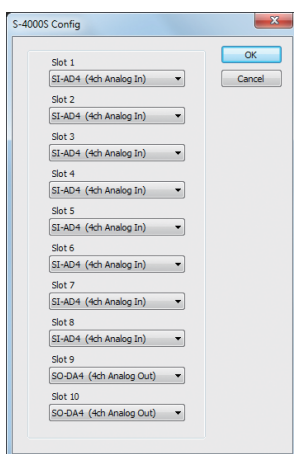 S-4000S Config
OK
Cancel
Slot 1
SI-AD4 (4ch Analog In)
Slot 2
SI-AD4 (4ch Analog In)
Slot 3
SI-AD4 (4ch Analog In)
Slot 4
SI-AD4 (4ch Analog In)
Slot 5
SI-AD4 (4ch Analog In)
Slot 6
SI-AD4 (4ch Analog In)
Slot 7
SI-AD4 (4ch Analog In)
Slot 8
SI-AD4 (4ch Analog In)
Slot 9
SO-DA4 (4ch Analog Out)
Slot 10
SO-DA4 (4ch Analog Out)